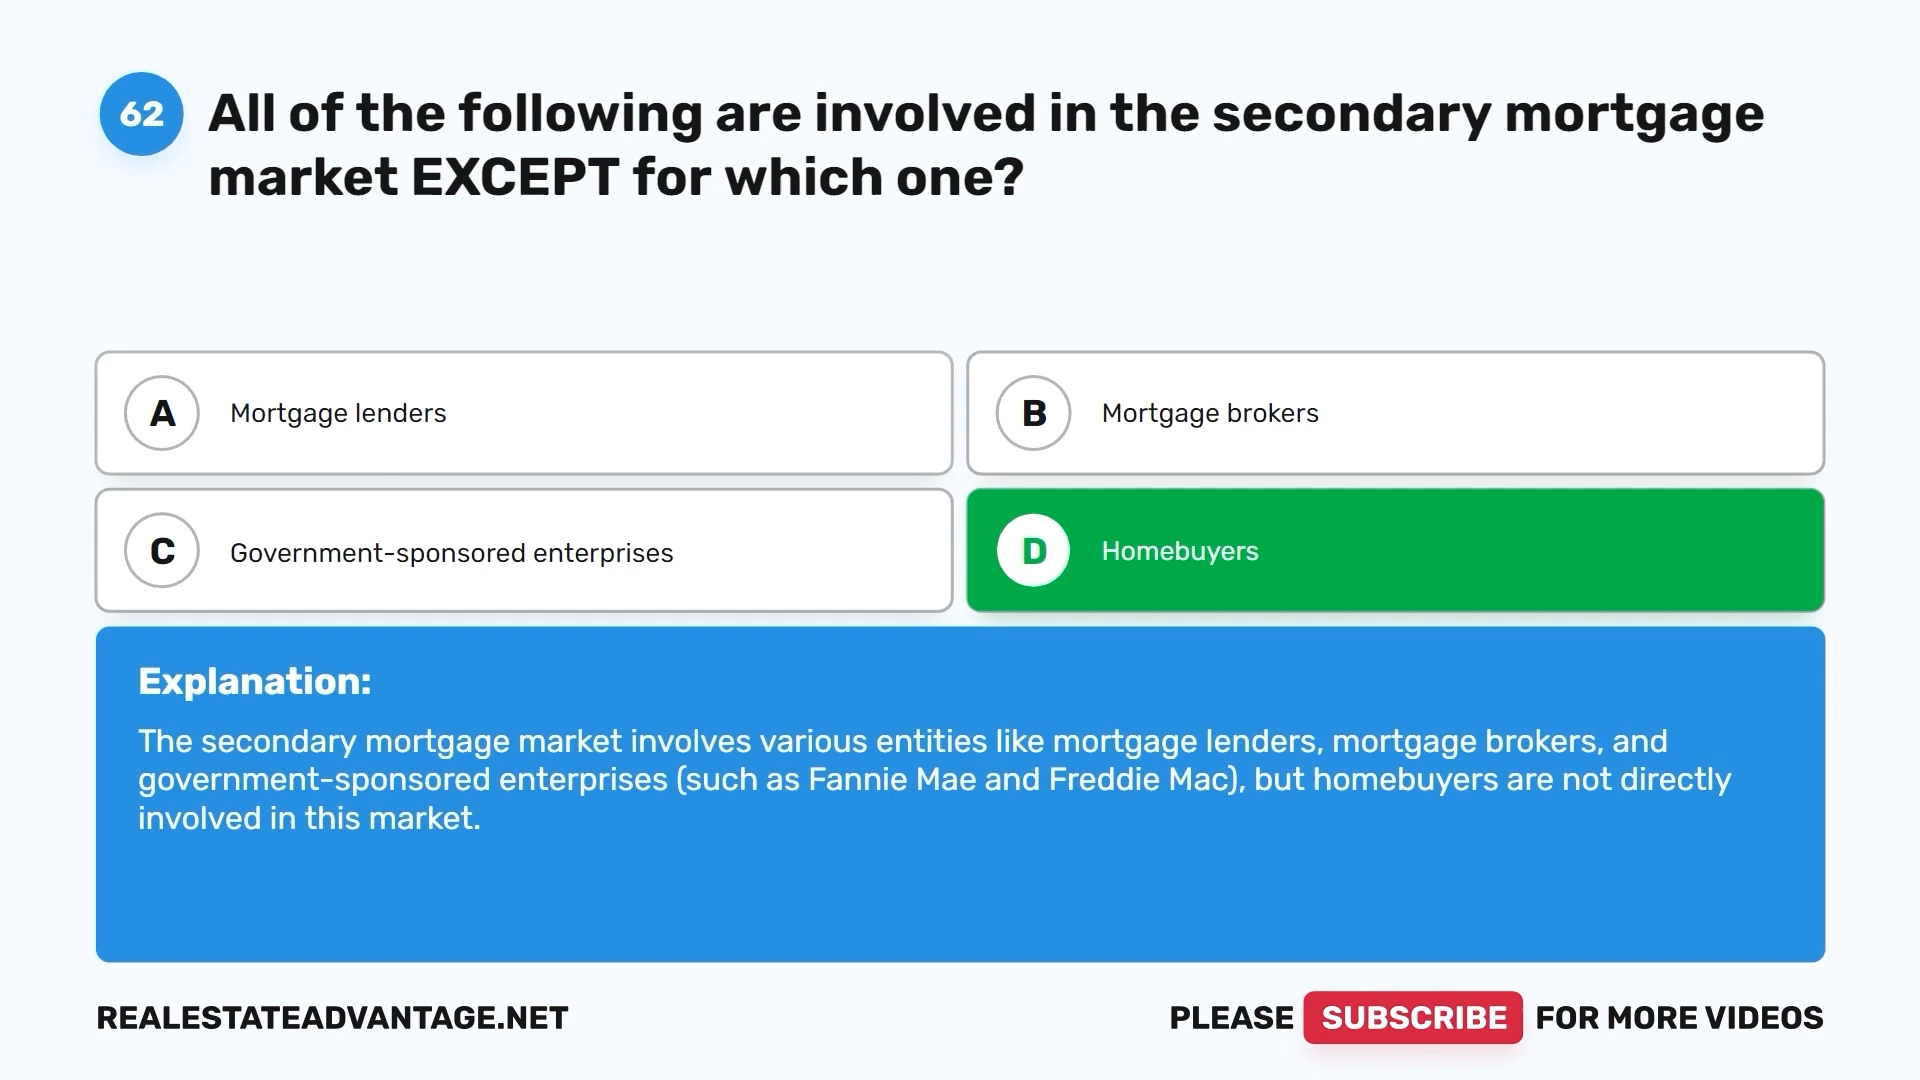 62
All of the following are involved in the secondary mortgage
market EXCEPT for which one?
A
Mortgage lenders
B
Mortgage brokers
C
Government-sponsored enterprises
D
Homebuyers
Explanation:
The secondary mortgage market involves various entities like mortgage lenders, mortgage brokers, and
government-sponsored enterprises (such as Fannie Mae and Freddie Mac), but homebuyers are not directly
involved in this market.
REALESTATEADVANTAGE.NET
PLEASE SUBSCRIBE FOR MORE VIDEOS